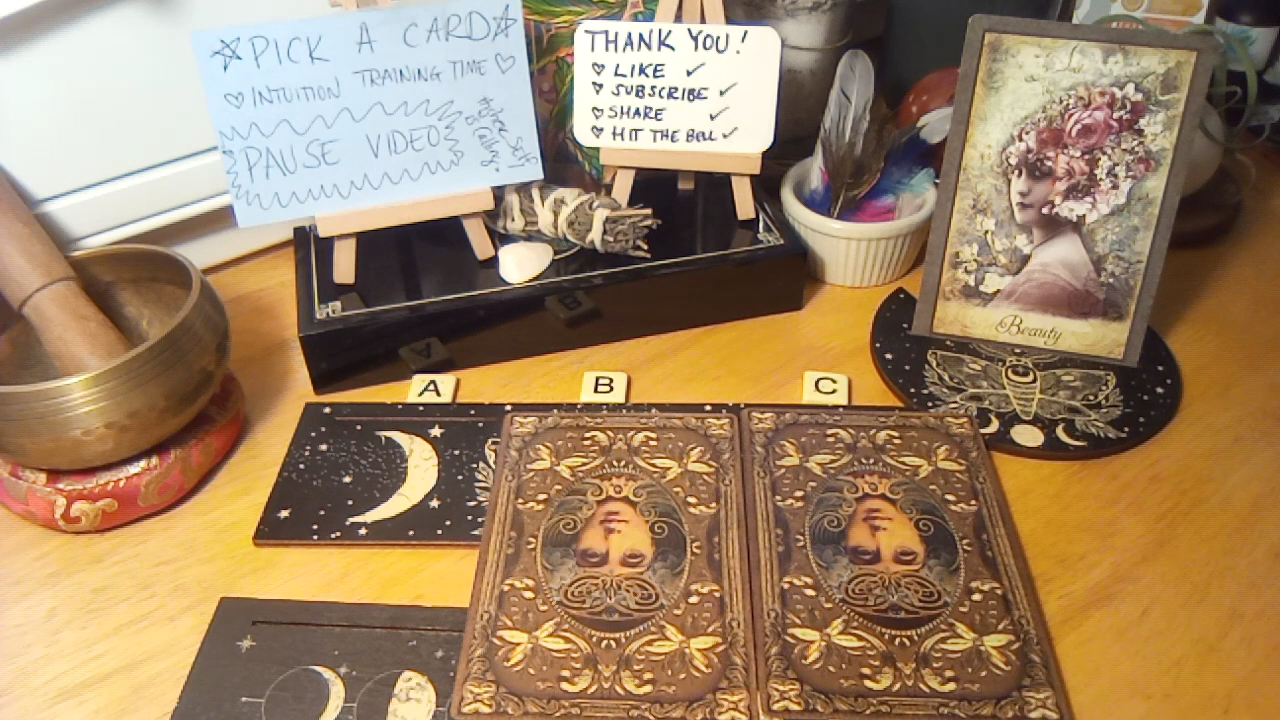 PICK A CARD
INTUITION TRAINING TIME
PAUSE VIDEO
THANK YOU!
LIKE
SUBSCRIBE
SHARE
HIT THE BELL
Beauty
A
B
C